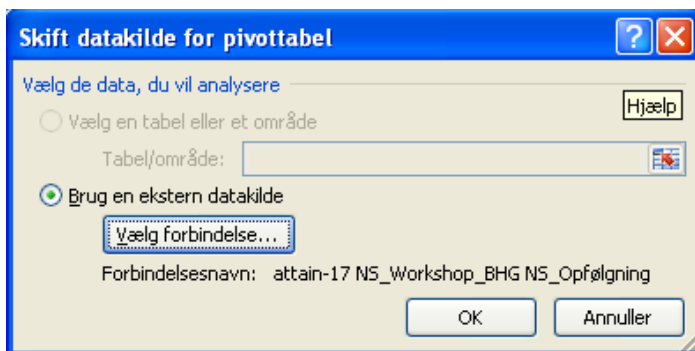 Skift datakilde for pivottabel
?
Vælg de data, du vil analysere
Hjælp
Vælg en tabel eller et område
Tabel/område:
Brug en ekstern datakilde
Vælg forbindelse...
Forbindelsesnavn: attain-17 NS_Workshop_BHG NS_Opfølgning
OK Annuller